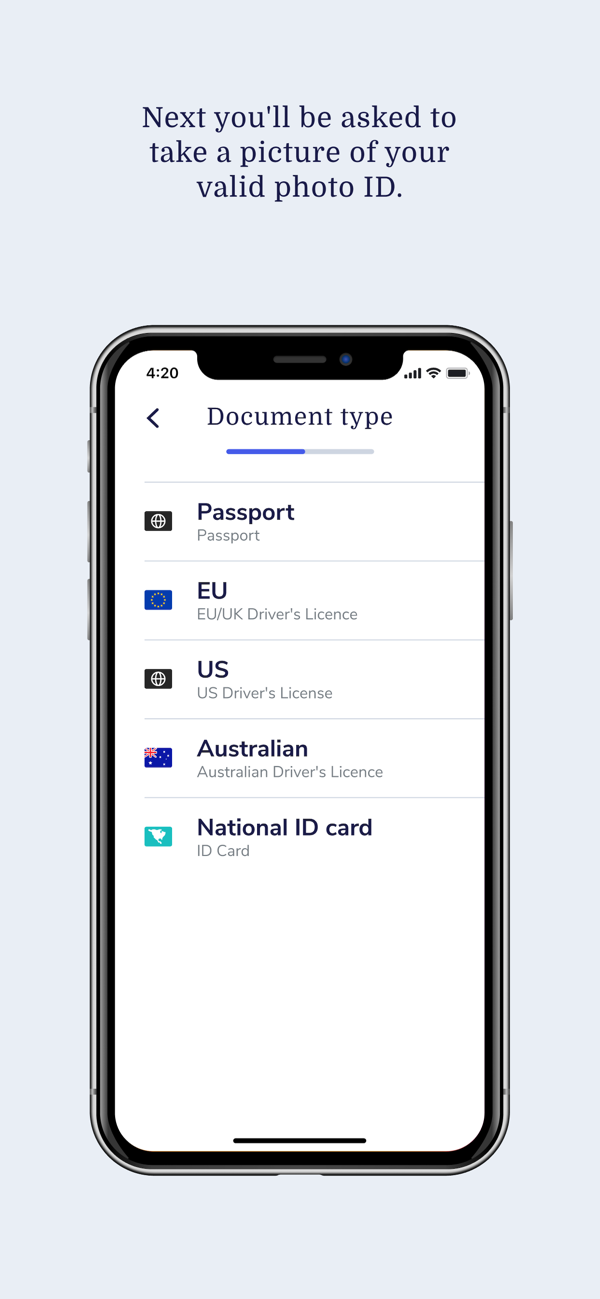 Next you'll be asked to
take a picture of your
valid photo ID.
4:20
Document type
Passport
Passport
EU
EU/UK Driver's Licence
US
US Driver's License
Australian
Australian Driver's Licence
National ID card
ID Card